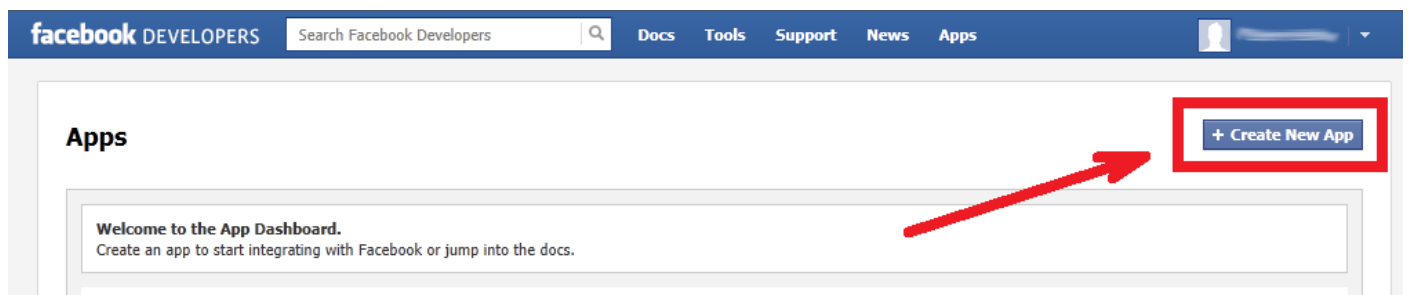 facebook DEVELOPERS Search Facebook Developers Docs Tools Support News Apps
Apps
+ Create New App
Welcome to the App Dashboard.
Create an app to start integrating with Facebook or jump into the docs.